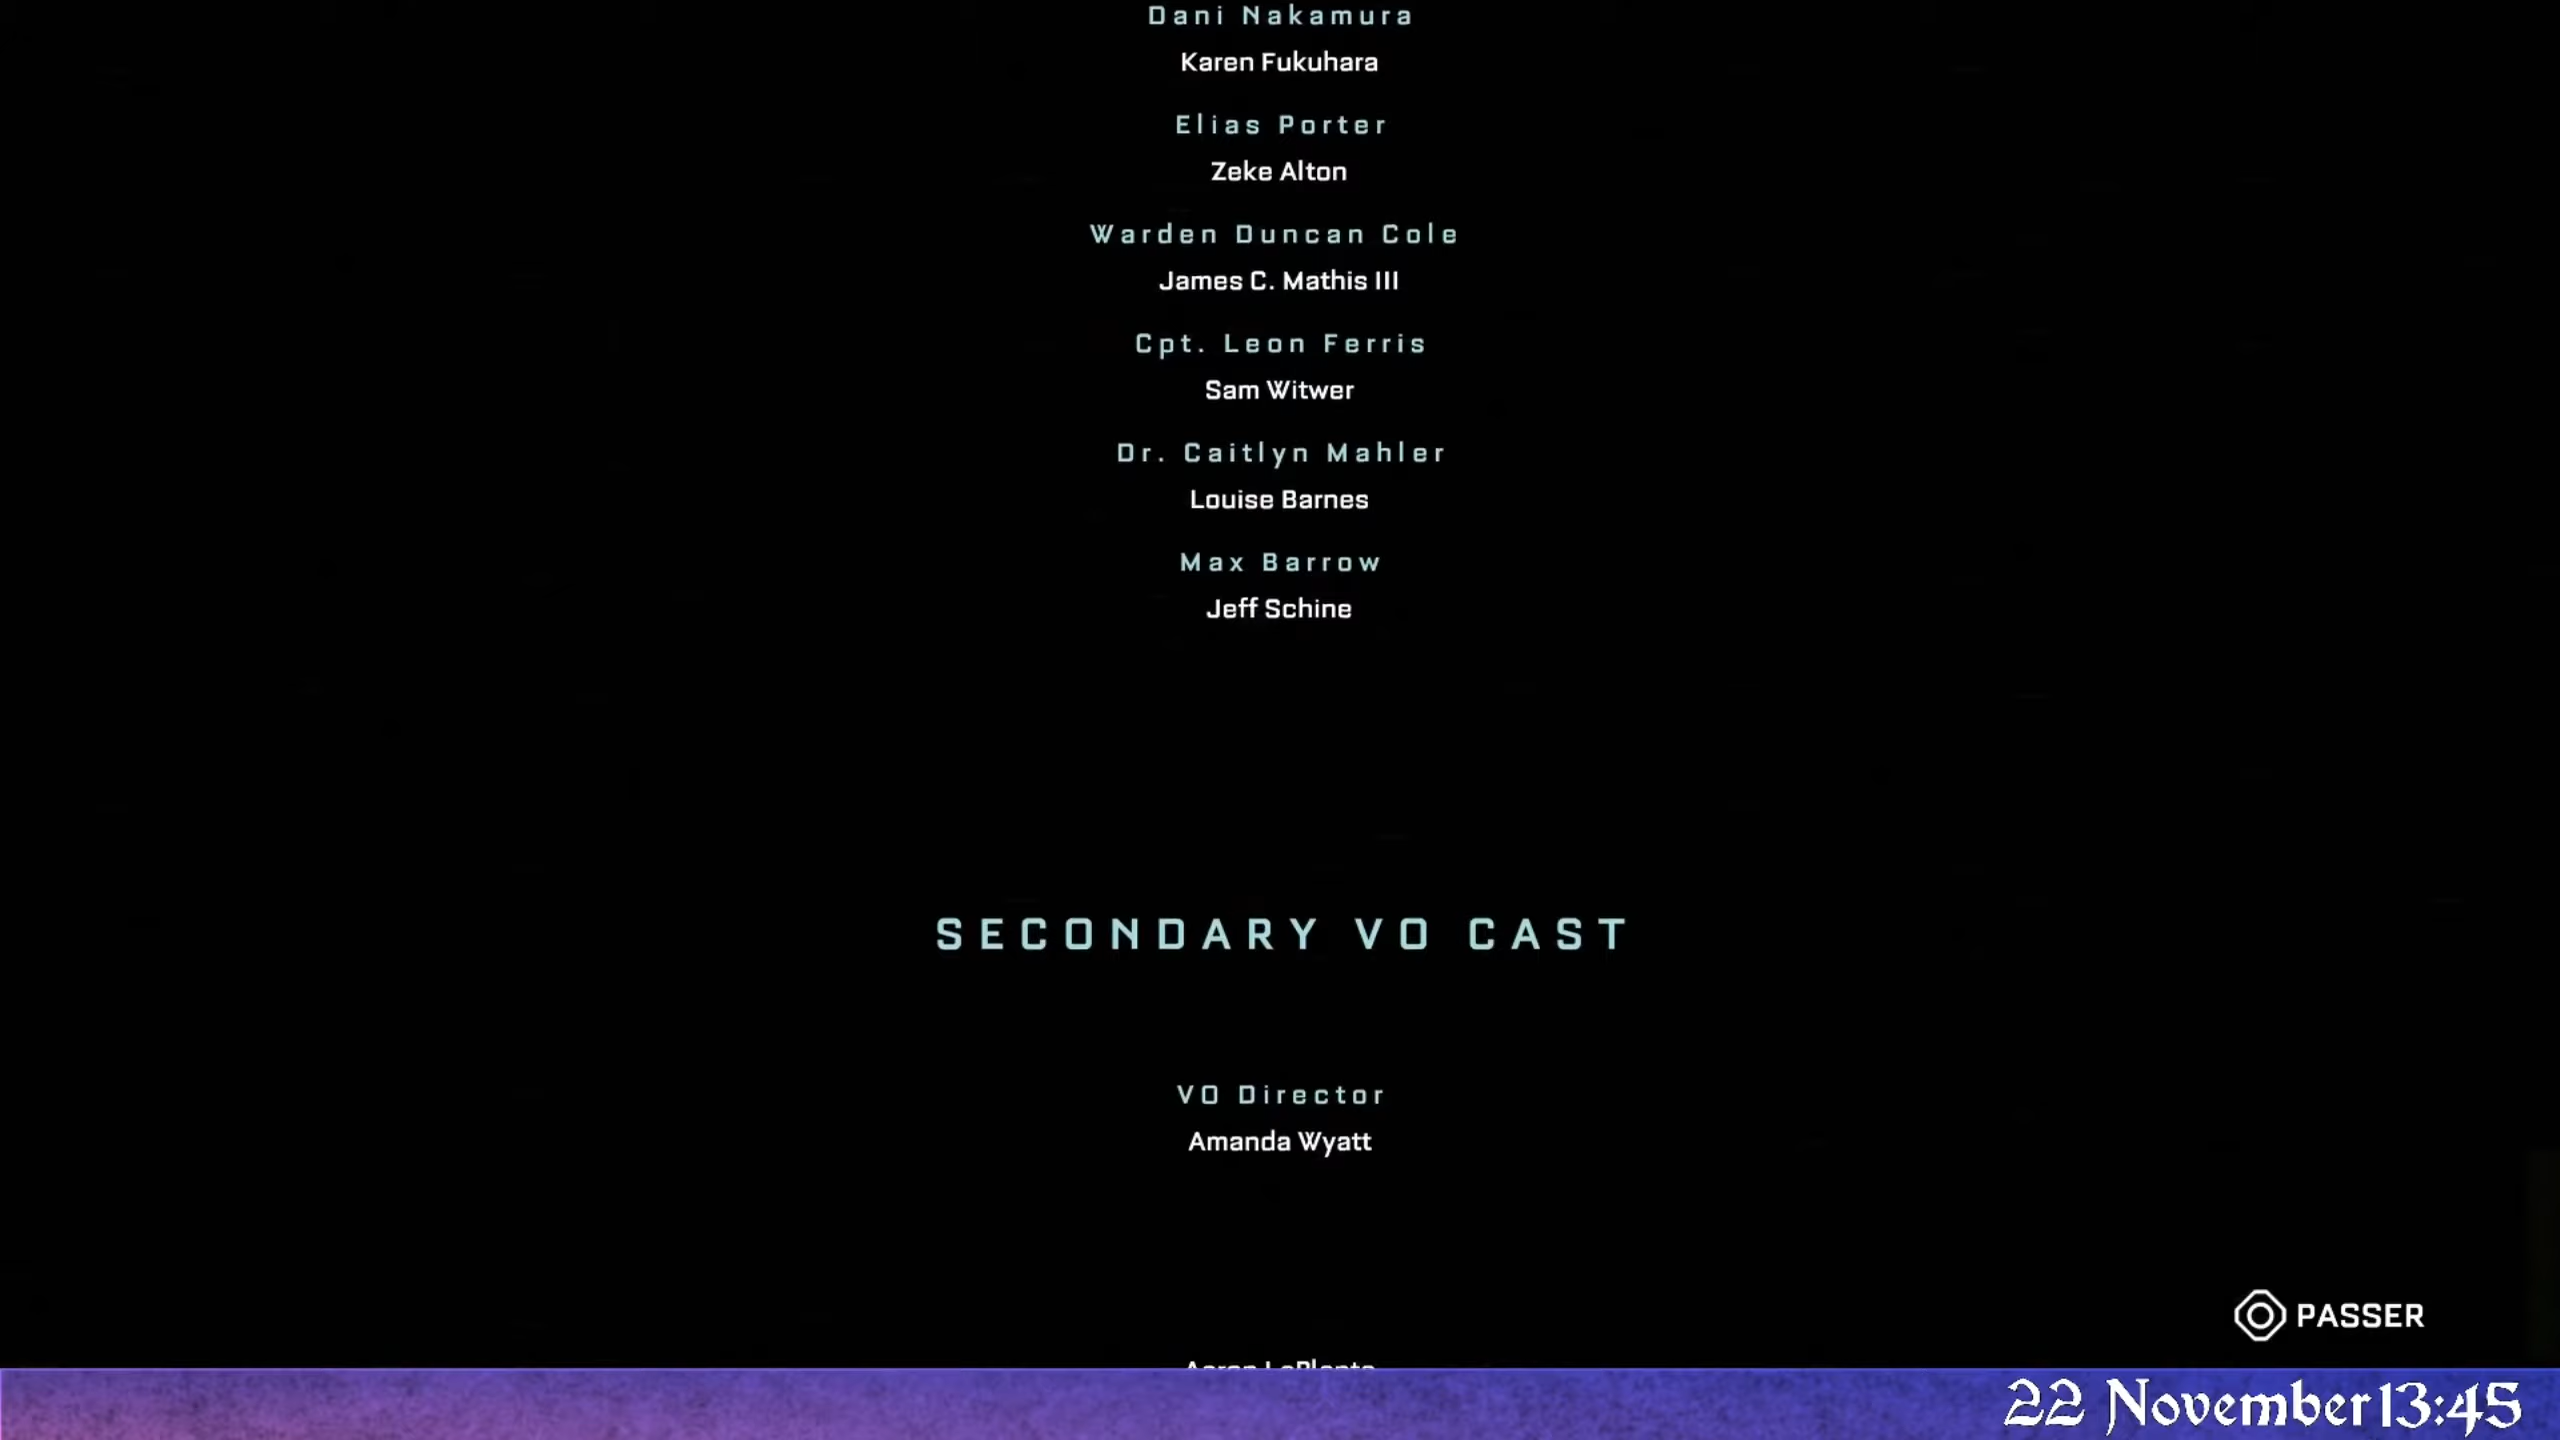 Dani Nakamura
Karen Fukuhara
Elias Porter
Zeke Alton
Warden Duncan Cole
James C. Mathis III
Cpt. Leon Ferris
Sam Witwer
Dr. Caitlyn Mahler
Louise Barnes
Max Barrow
Jeff Schine
SECONDARY VO CAST
VO Director
Amanda Wyatt
PASSER
22 November 13:45